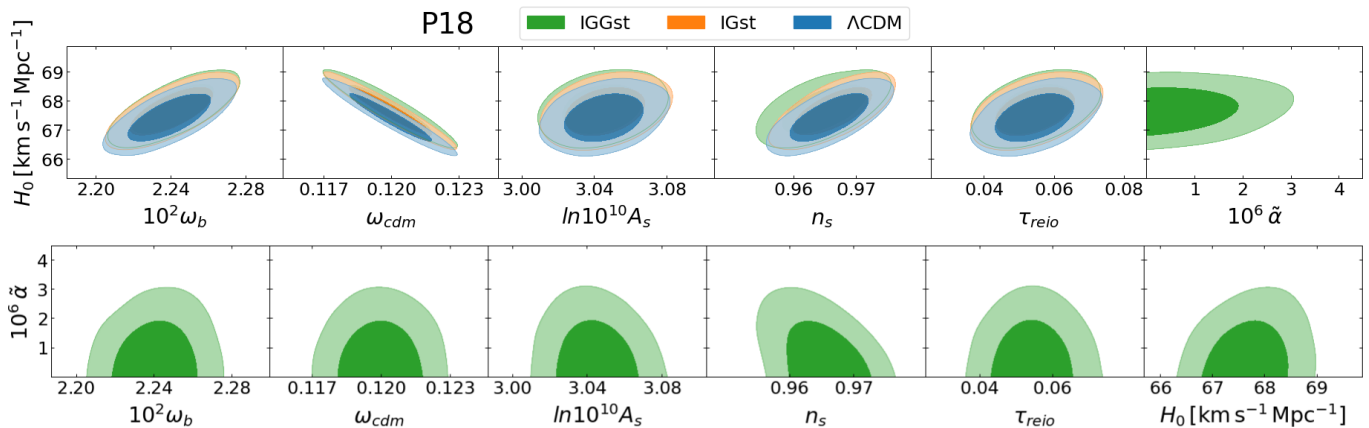 P18 IGGst IGst ΛCDM
H₀ [km s⁻¹ Mpc⁻¹]
69
68
67
66
2.20 2.24 2.28 0.117 0.120 0.123 3.00 3.04 3.08 0.96 0.97 0.04 0.06 0.08 1 2 3 4
10²ω_b ω_cdm ln10¹⁰A_s n_s τ_reio 10⁶ α̃
10⁶ α̃
4
3
2
1
2.20 2.24 2.28 0.117 0.120 0.123 3.00 3.04 3.08 0.96 0.97 0.04 0.06 66 67 68 69
10²ω_b ω_cdm ln10¹⁰A_s n_s τ_reio H₀ [km s⁻¹ Mpc⁻¹]